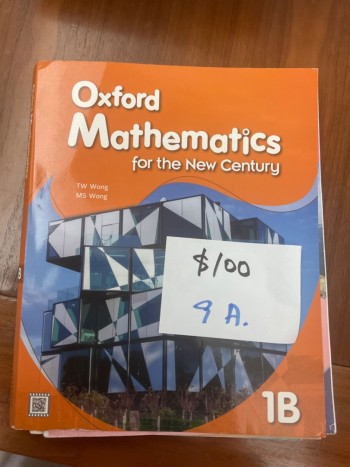 Oxford
Mathematics
for the New Century
TW Wong
MS Wong
$100
9 A.
1B